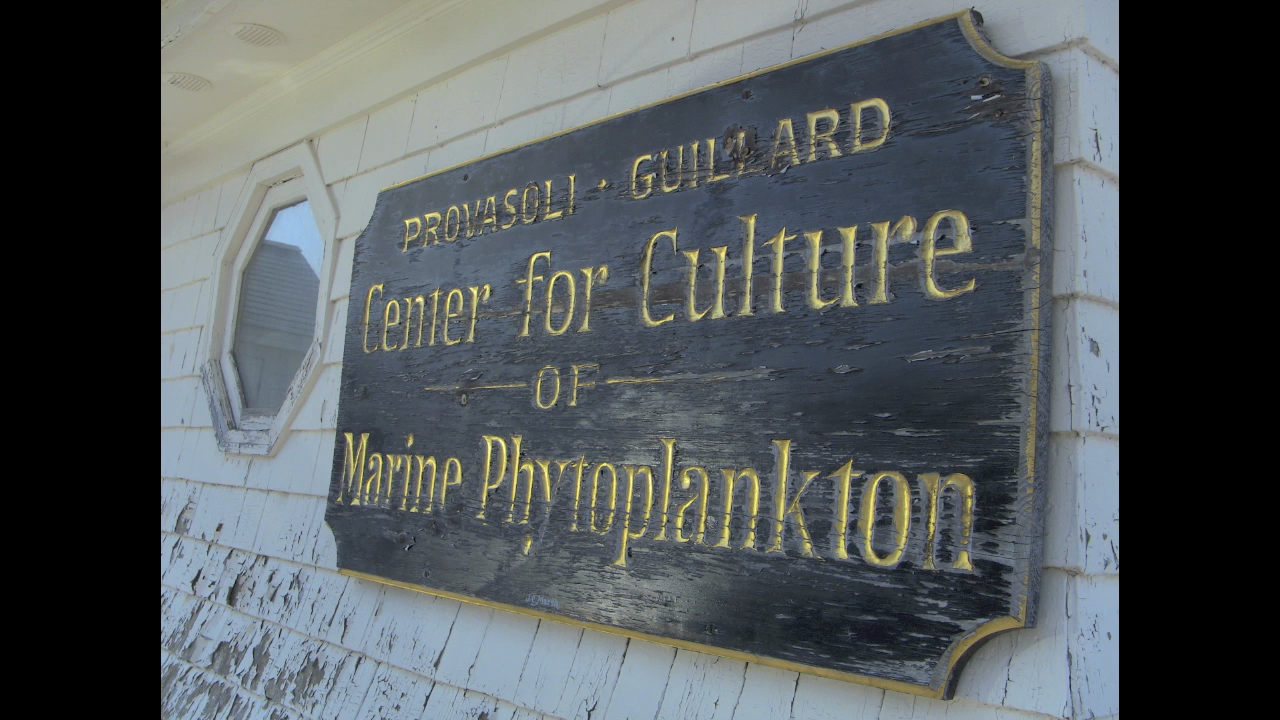 PROVASOLI · GUILLARD
Center for Culture
OF
Marine Phytoplankton